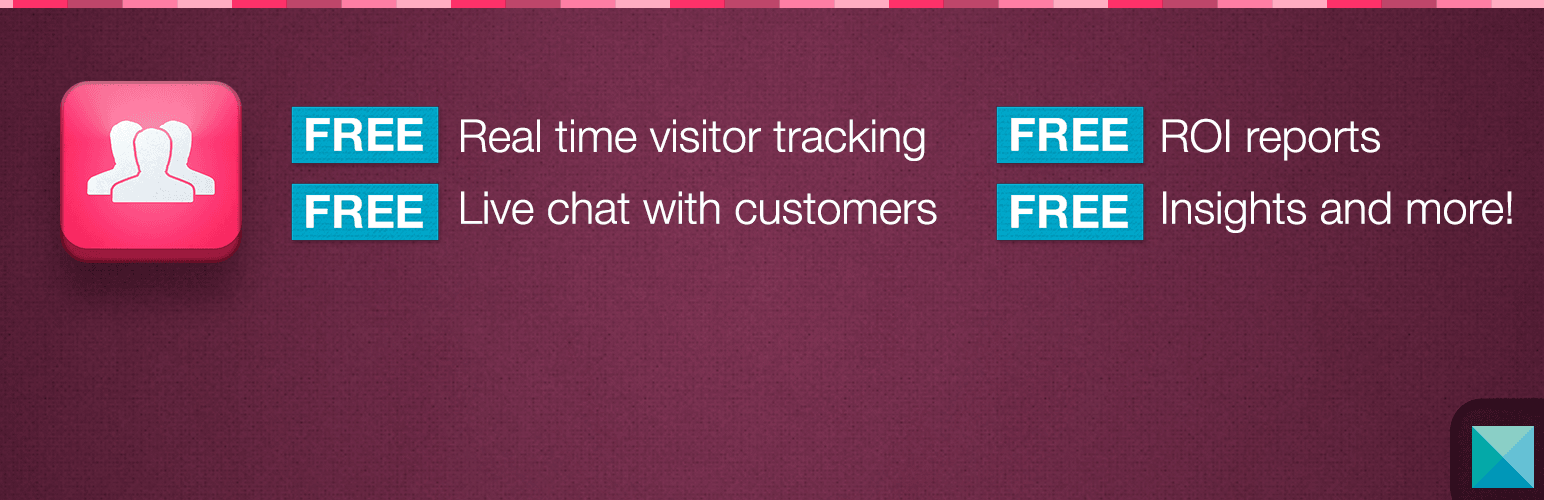 FREE Real time visitor tracking
FREE Live chat with customers
FREE ROI reports
FREE Insights and more!